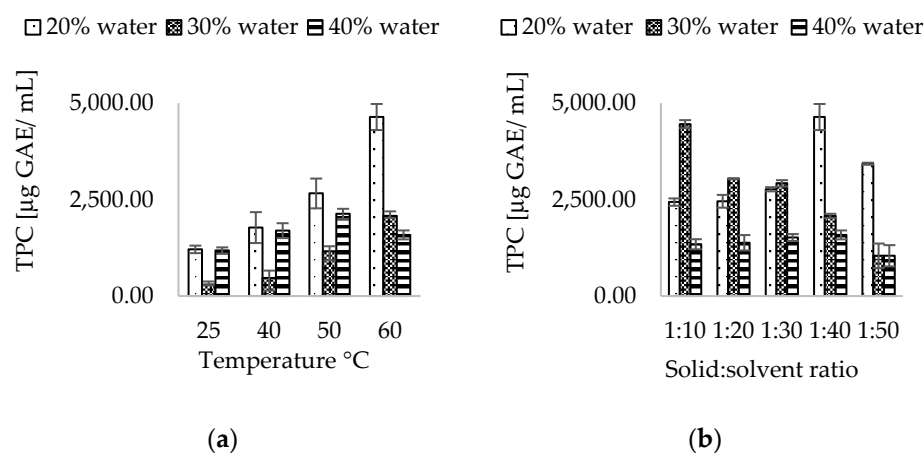 20% water 30% water 40% water
TPC [µg GAE/ mL]
5,000.00
2,500.00
0.00
25 40 50 60
Temperature °C
(a)
20% water 30% water 40% water
TPC [µg GAE/ mL]
5,000.00
2,500.00
0.00
1:10 1:20 1:30 1:40 1:50
Solid:solvent ratio
(b)